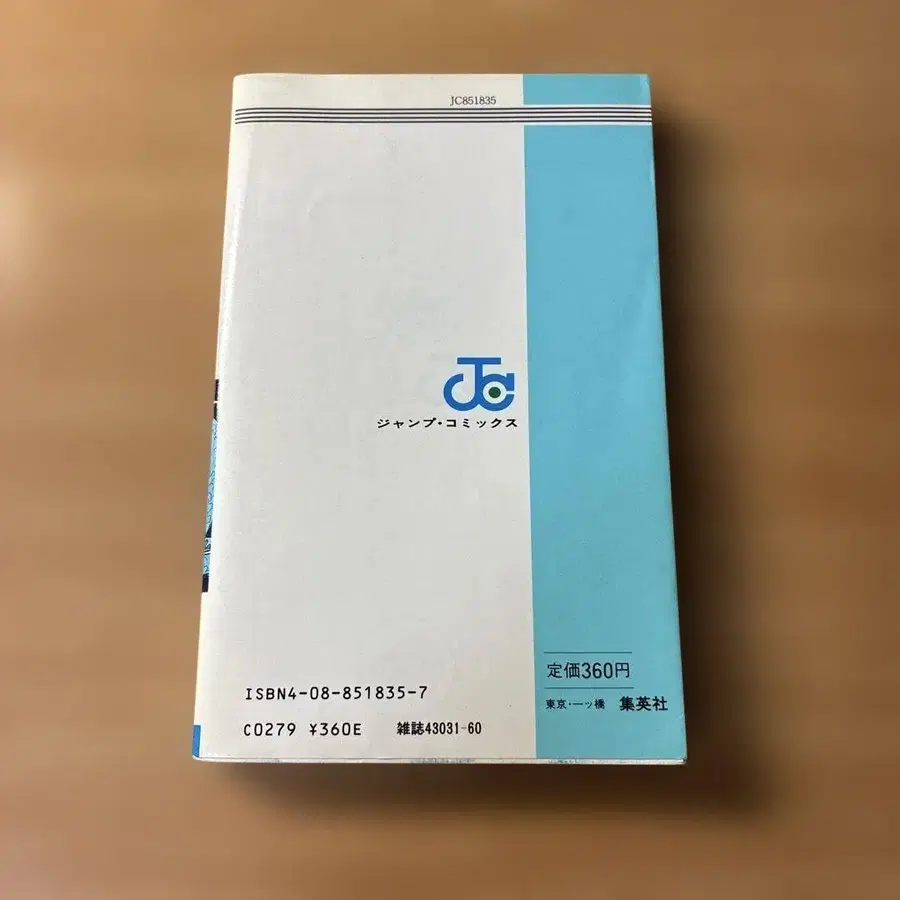 JC851835
JC
ジャンプ・コミックス
定価360円
東京・一ツ橋 集英社
ISBN4-08-851835-7
C0279 ¥360E 雑誌43031-60